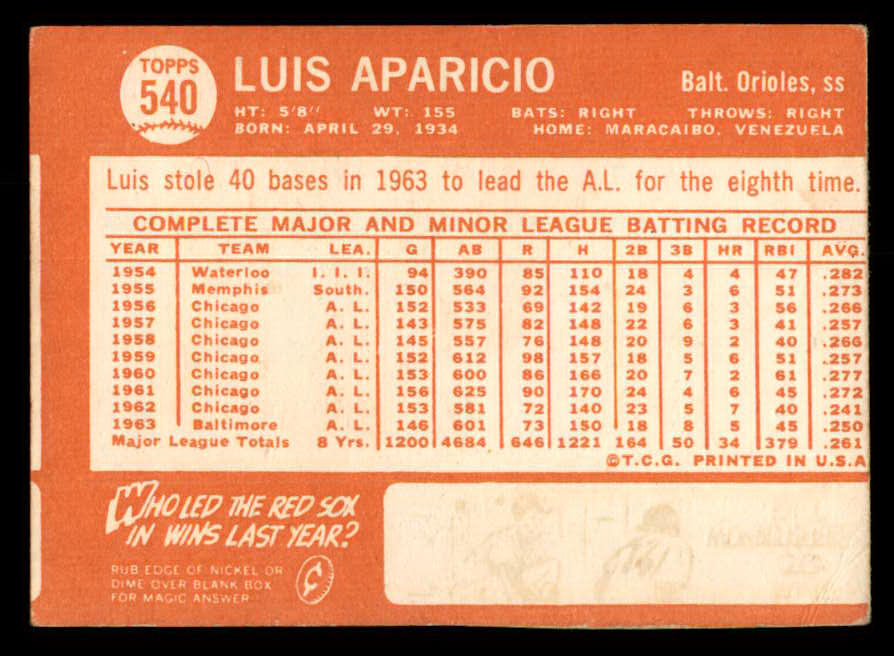 TOPPS
540
LUIS APARICIO
Balt. Orioles, ss
HT: 5'8" WT: 155 BATS: RIGHT THROWS: RIGHT
BORN: APRIL 29, 1934 HOME: MARACAIBO, VENEZUELA
Luis stole 40 bases in 1963 to lead the A.L. for the eighth time.
COMPLETE MAJOR AND MINOR LEAGUE BATTING RECORD
YEAR TEAM LEA. G AB R H 2B 3B HR RBI AVG.
1954 Waterloo I. I. I. 94 390 85 110 18 4 4 47 .282
1955 Memphis South. 150 564 92 154 24 3 6 51 .273
1956 Chicago A. L. 152 533 69 142 19 6 3 56 .266
1957 Chicago A. L. 143 575 82 148 22 6 3 41 .257
1958 Chicago A. L. 145 557 76 148 20 9 2 40 .266
1959 Chicago A. L. 152 612 98 157 18 5 6 51 .257
1960 Chicago A. L. 153 600 86 166 20 7 2 61 .277
1961 Chicago A. L. 156 625 90 170 24 4 6 45 .272
1962 Chicago A. L. 153 581 72 140 23 5 7 40 .241
1963 Baltimore A. L. 146 601 73 150 18 8 5 45 .250
Major League Totals 8 Yrs. 1200 4684 646 1221 164 50 34 379 .261
©T.C.G. PRINTED IN U.S.A
WHO LED THE RED SOX
IN WINS LAST YEAR?
RUB EDGE OF NICKEL OR
DIME OVER BLANK BOX
FOR MAGIC ANSWER